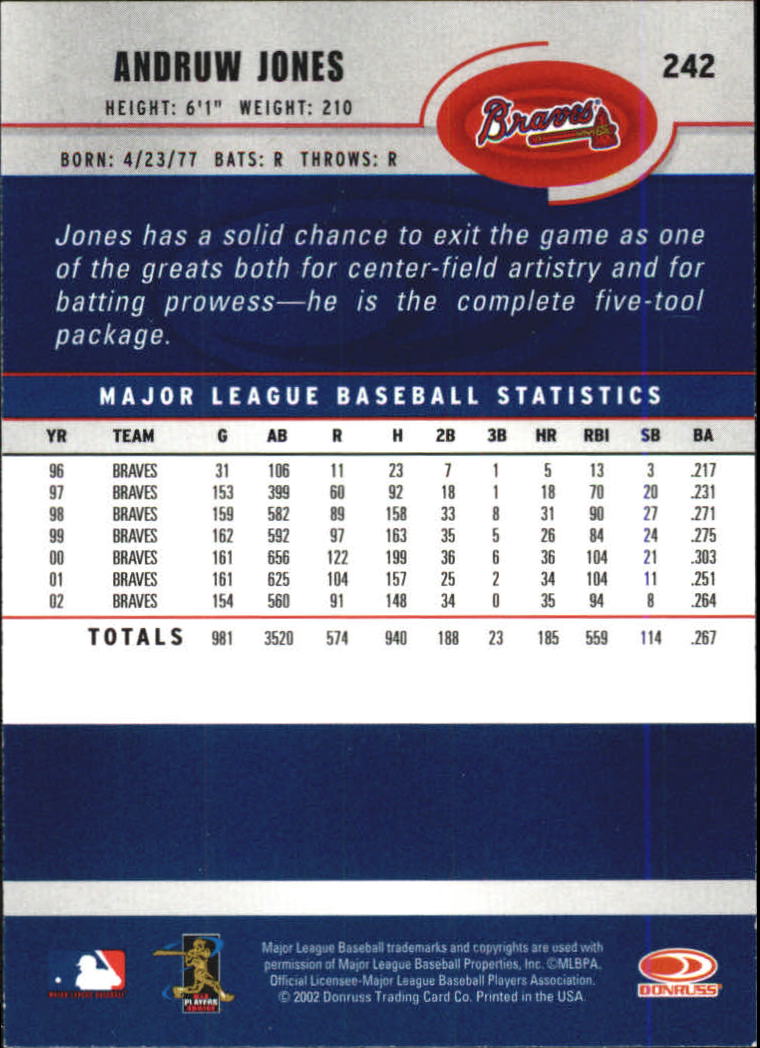 ANDRUW JONES
242
HEIGHT: 6'1" WEIGHT: 210
Braves
BORN: 4/23/77 BATS: R THROWS: R
Jones has a solid chance to exit the game as one
of the greats both for center-field artistry and for
batting prowess—he is the complete five-tool
package.
MAJOR LEAGUE BASEBALL STATISTICS
YR TEAM G AB R H 2B 3B HR RBI SB BA
96 BRAVES 31 106 11 23 7 1 5 13 3 .217
97 BRAVES 153 399 60 92 18 1 18 70 20 .231
98 BRAVES 159 582 89 158 33 8 31 90 27 .271
99 BRAVES 162 592 97 163 35 5 26 84 24 .275
00 BRAVES 161 656 122 199 36 6 36 104 21 .303
01 BRAVES 161 625 104 157 25 2 34 104 11 .251
02 BRAVES 154 560 91 148 34 0 35 94 8 .264
TOTALS 981 3520 574 940 188 23 185 559 114 .267
Major League Baseball trademarks and copyrights are used with
permission of Major League Baseball Properties, Inc. ©MLBPA,
Official Licensee-Major League Baseball Players Association.
© 2002 Donruss Trading Card Co. Printed in the USA.
MAJOR LEAGUE BASEBALL
PLAYERS
CHOICE
DONRUSS